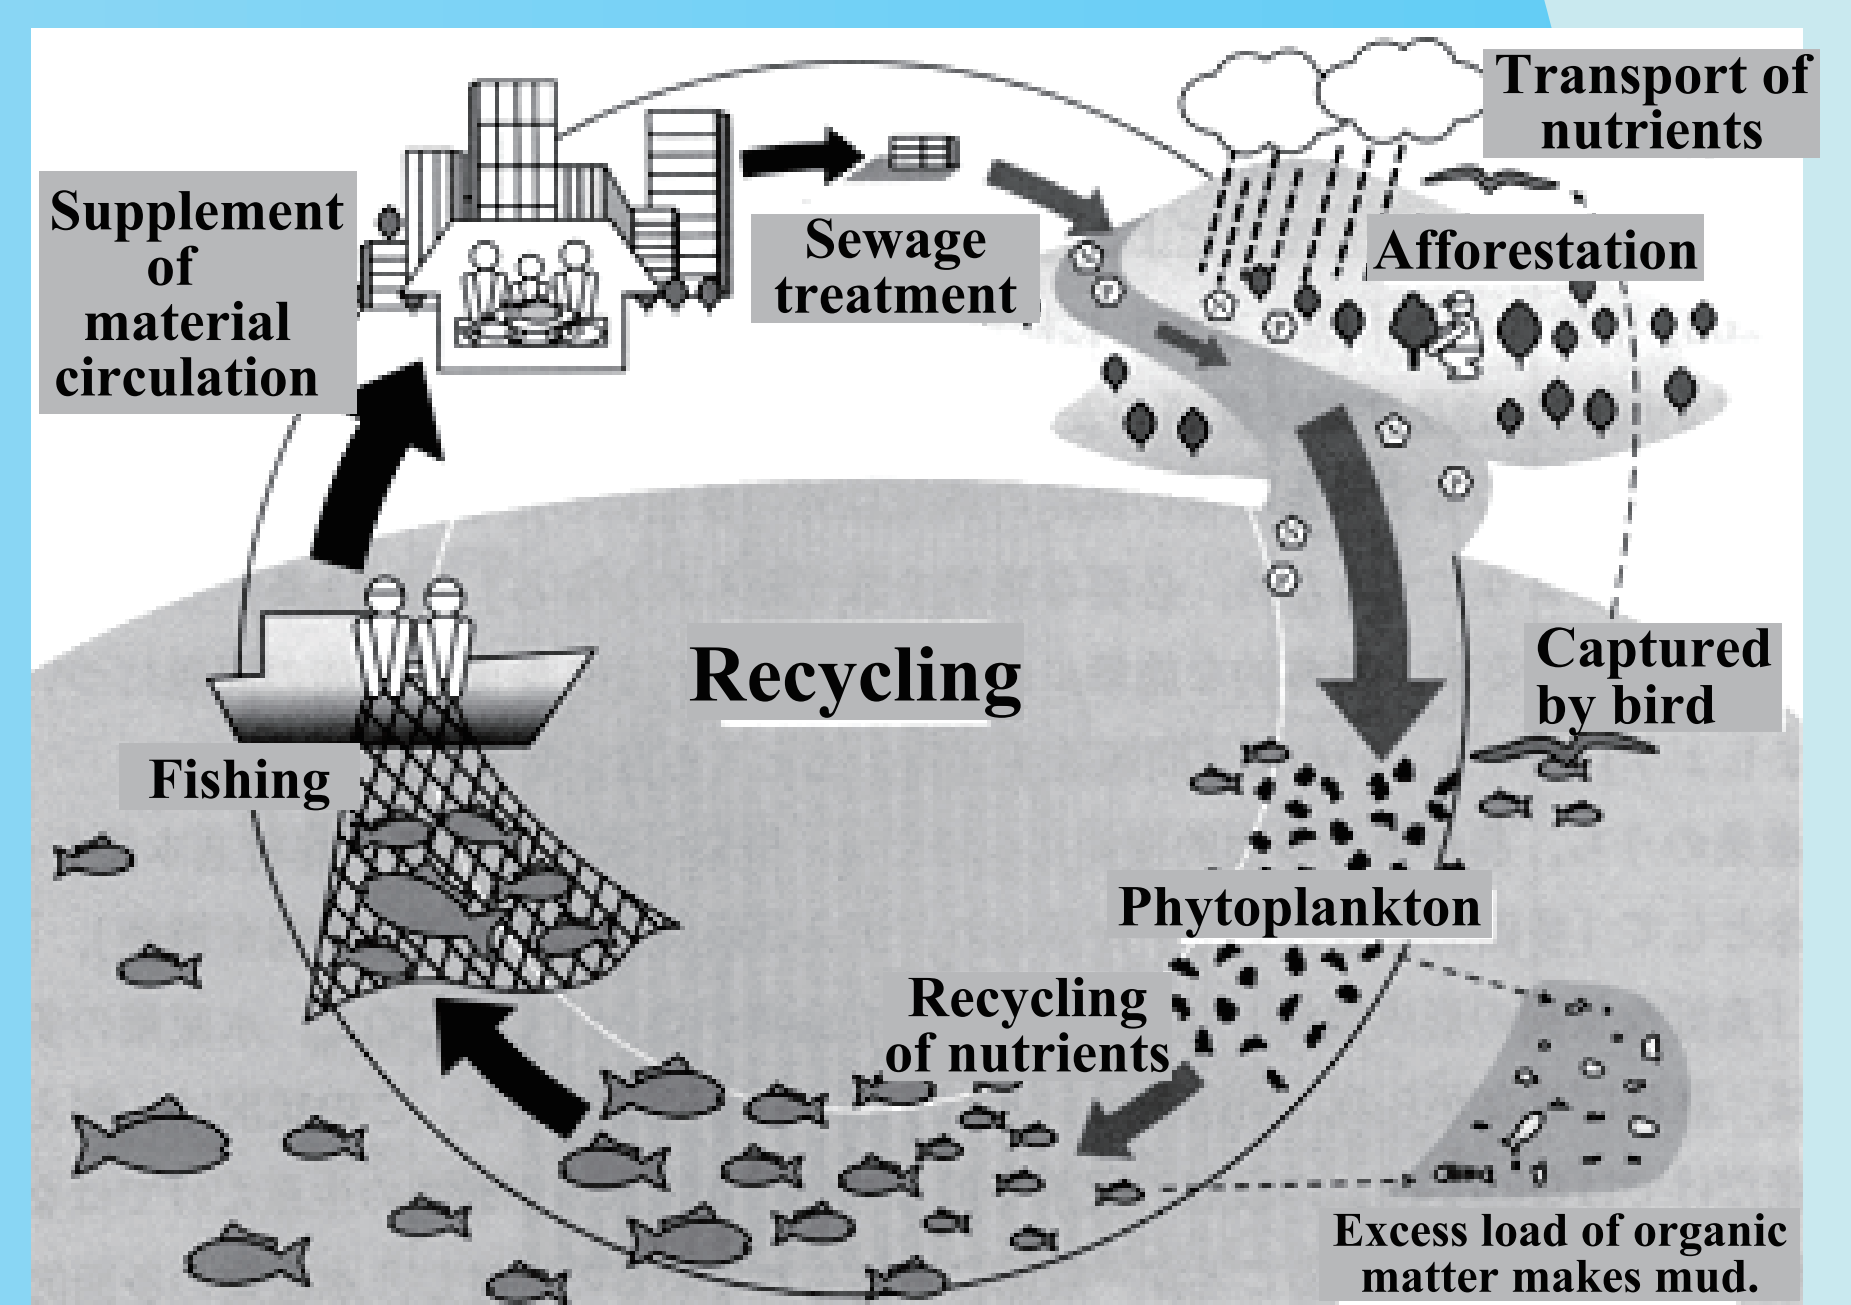 Transport of
nutrients
Supplement
of
material
circulation
Sewage
treatment
Afforestation
Recycling
Captured
by bird
Fishing
Phytoplankton
Recycling
of nutrients
Excess load of organic
matter makes mud.